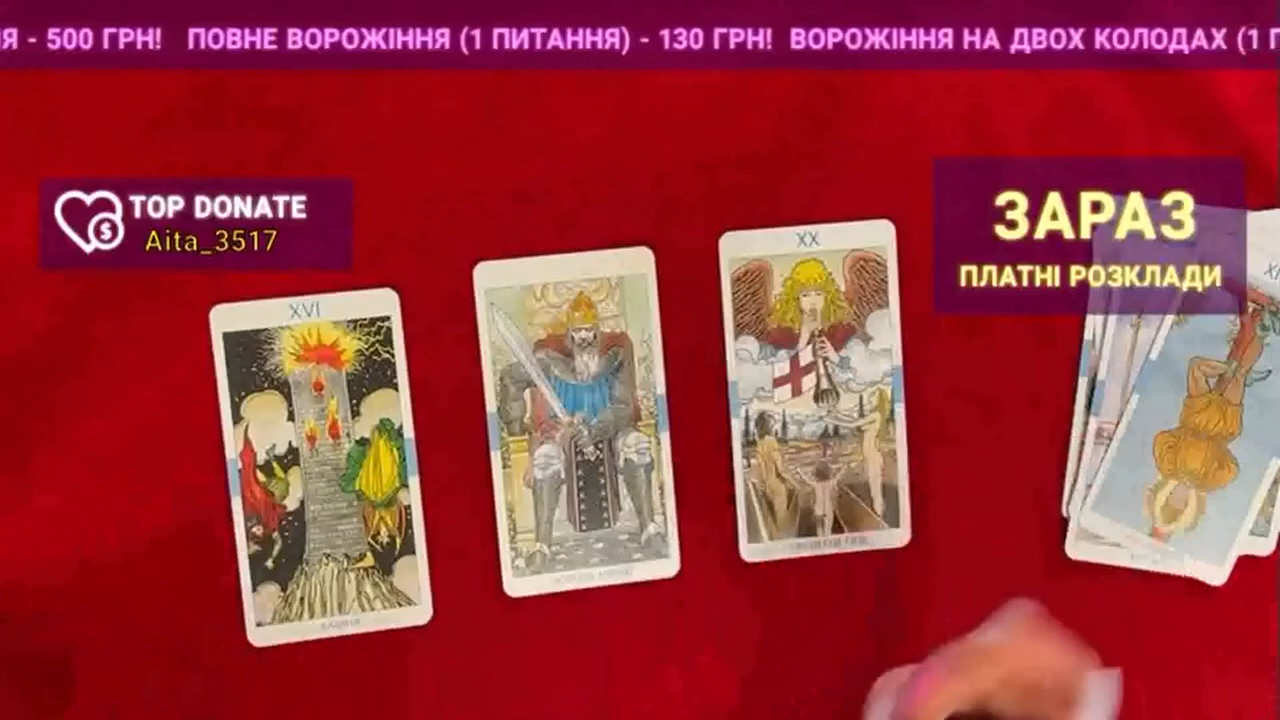 Я - 500 ГРН! ПОВНЕ ВОРОЖІННЯ (1 ПИТАННЯ) - 130 ГРН! ВОРОЖІННЯ НА ДВОХ КОЛОДАХ (1 П
TOP DONATE
Aita_3517
ЗАРАЗ
ПЛАТНІ РОЗКЛАДИ
XVI
XX